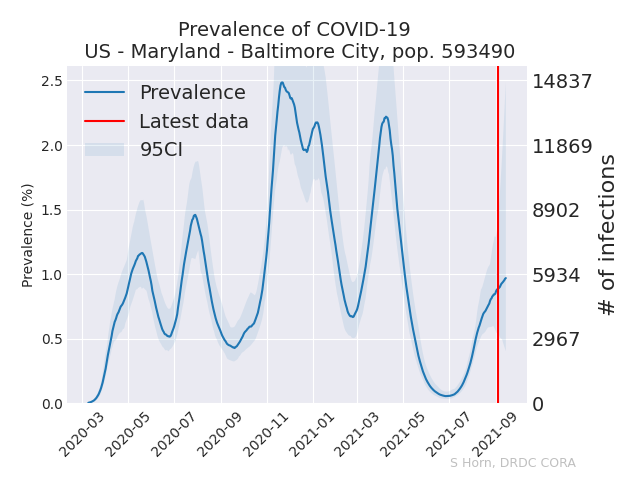 Prevalence of COVID-19
US - Maryland - Baltimore City, pop. 593490
Prevalence
Latest data
95CI
Prevalence (%)
2.5
2.0
1.5
1.0
0.5
0.0
14837
11869
8902
5934
2967
0
# of infections
2020-03
2020-05
2020-07
2020-09
2020-11
2021-01
2021-03
2021-05
2021-07
2021-09
S Horn, DRDC CORA